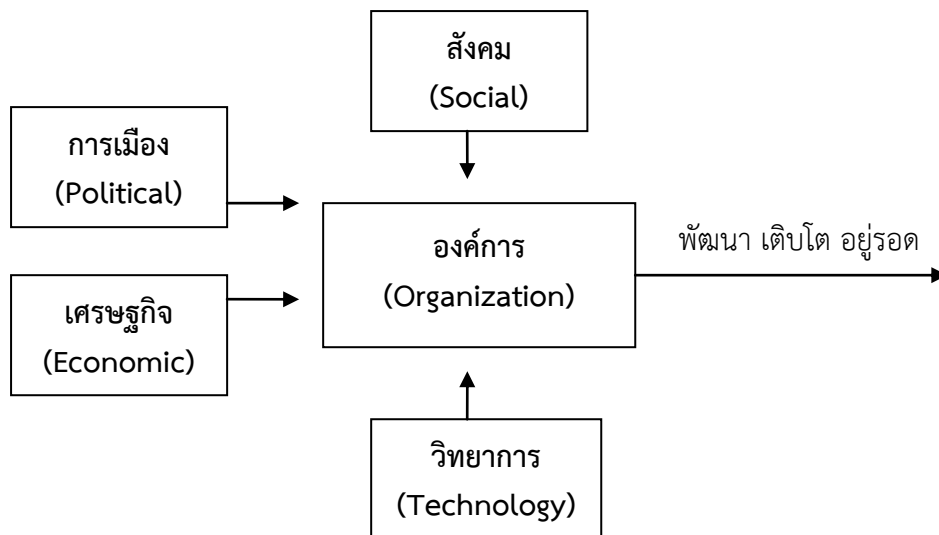 สังคม
(Social)
การเมือง
(Political)
องค์การ
(Organization)
พัฒนา เติบโต อยู่รอด
เศรษฐกิจ
(Economic)
วิทยาการ
(Technology)